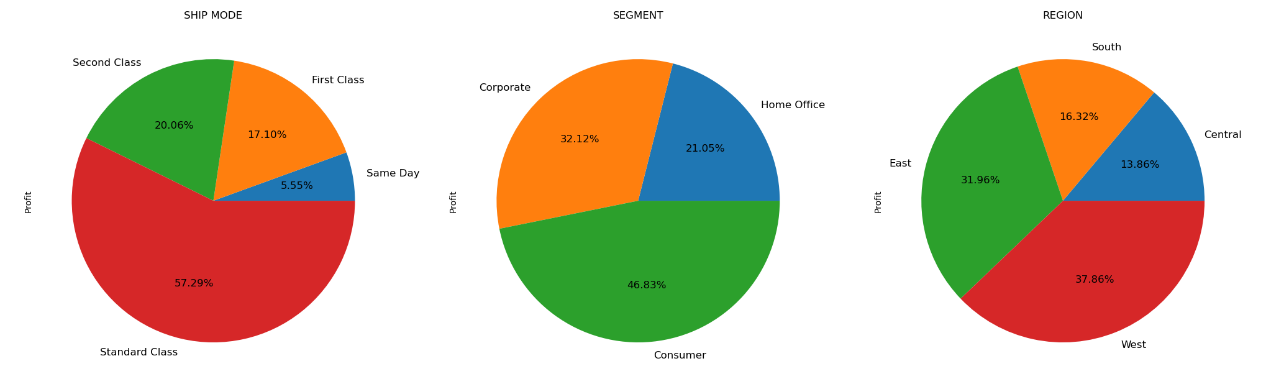 SHIP MODE
Second Class
First Class
20.06%
17.10%
Same Day
5.55%
Profit
57.29%
Standard Class
SEGMENT
Corporate
Home Office
32.12%
21.05%
Profit
46.83%
Consumer
REGION
South
16.32%
Central
East
13.86%
31.96%
Profit
37.86%
West